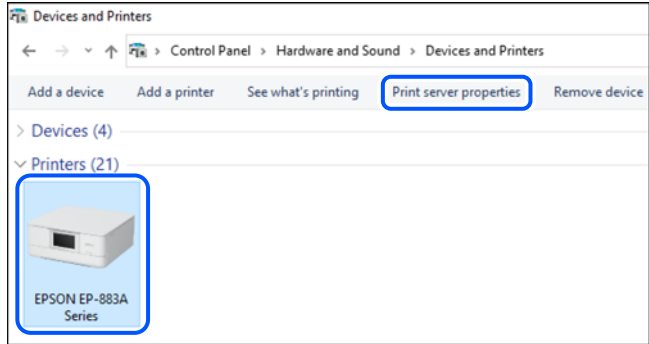 Devices and Printers
Control Panel > Hardware and Sound > Devices and Printers
Add a device Add a printer See what's printing Print server properties Remove device
Devices (4)
Printers (21)
EPSON EP-883A
Series